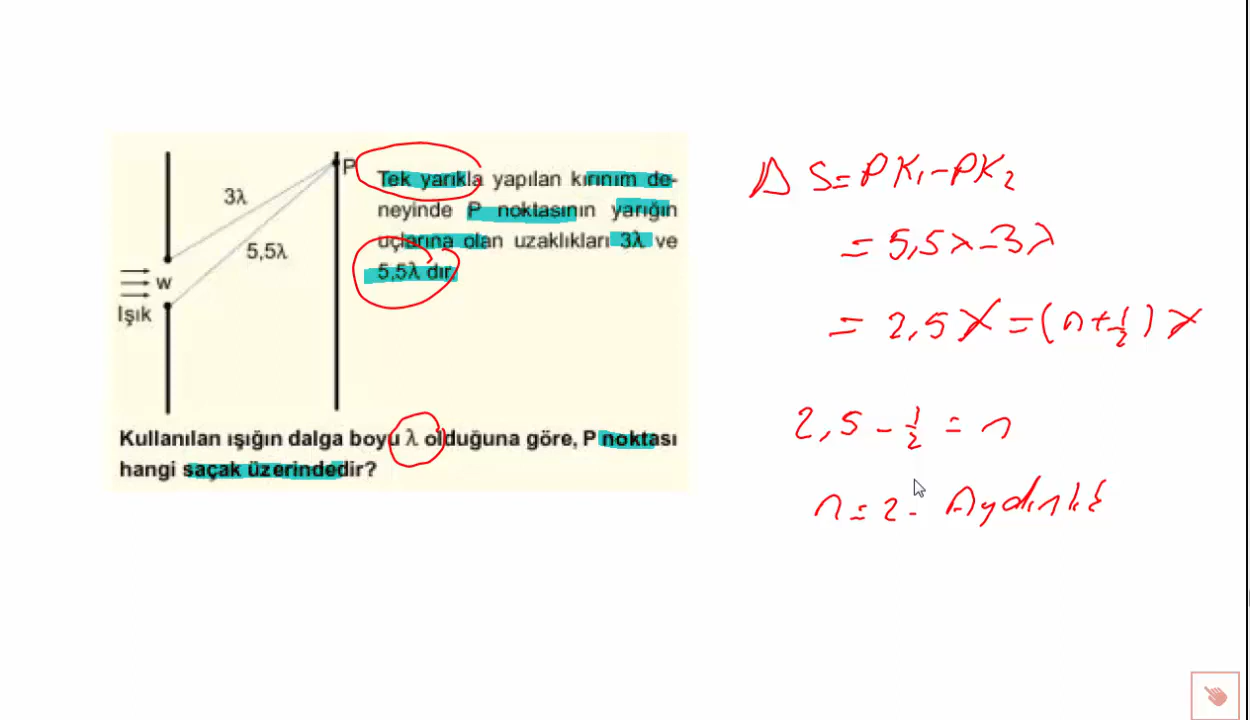 3λ
5,5λ
w
Işık
P
Tek yarıkla yapılan kırınım de-
neyinde P noktasının yarığın
uçlarına olan uzaklıkları 3λ ve
5,5λ dır.
Kullanılan ışığın dalga boyu λ olduğuna göre, P noktası
hangi saçak üzerindedir?
Δ S = PK₁ - PK₂
= 5,5λ - 3λ
= 2,5λ = (n + 1/2) λ
2,5 - 1/2 = n
n = 2. Aydınlık